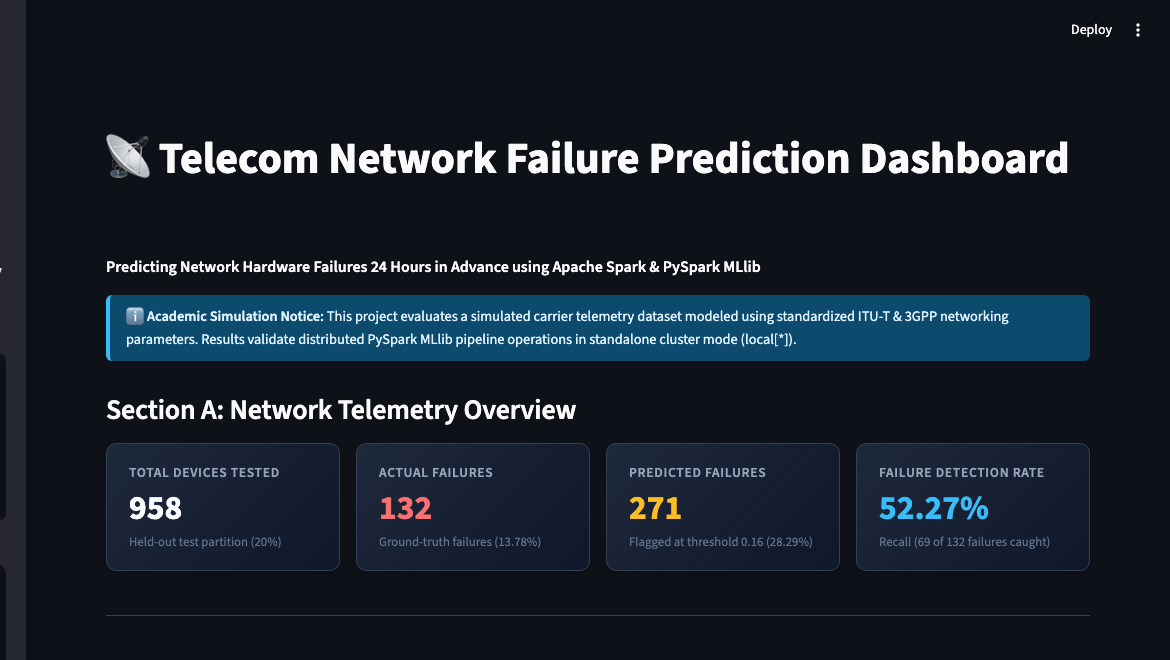 Deploy
Telecom Network Failure Prediction Dashboard
Predicting Network Hardware Failures 24 Hours in Advance using Apache Spark & PySpark MLlib
Academic Simulation Notice: This project evaluates a simulated carrier telemetry dataset modeled using standardized ITU-T & 3GPP networking
parameters. Results validate distributed PySpark MLlib pipeline operations in standalone cluster mode (local[*]).
Section A: Network Telemetry Overview
TOTAL DEVICES TESTED
958
Held-out test partition (20%)
ACTUAL FAILURES
132
Ground-truth failures (13.78%)
PREDICTED FAILURES
271
Flagged at threshold 0.16 (28.29%)
FAILURE DETECTION RATE
52.27%
Recall (69 of 132 failures caught)